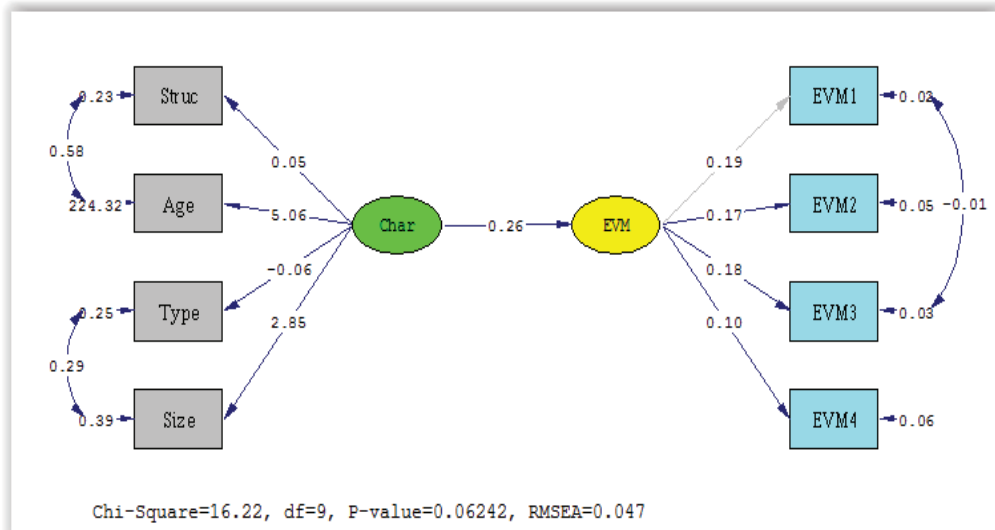 0.23 Struc
0.58
224.32 Age
0.25 Type
0.29
0.39 Size
0.05
5.06
-0.06
2.85
Char
0.26
EVM
0.19
0.17
0.18
0.10
EVM1 0.02
EVM2 0.05 -0.01
EVM3 0.03
EVM4 0.06
Chi-Square=16.22, df=9, P-value=0.06242, RMSEA=0.047